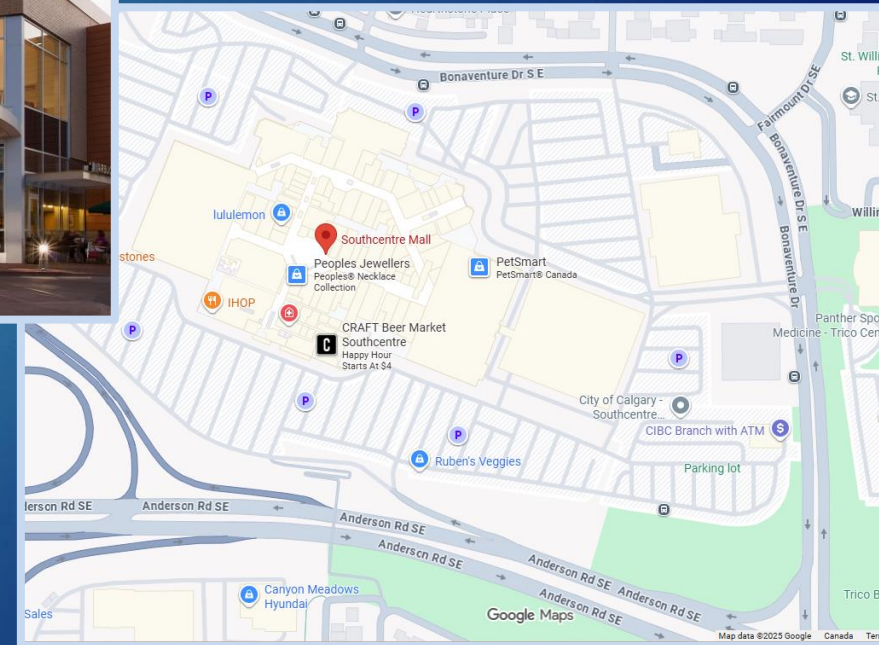 Bonaventure Dr S E
Fairmount Dr SE
St. Willi
St.
P
P
Bonaventure Dr S E
lululemon
Southcentre Mall
Willin
stones
Peoples Jewellers
Peoples® Necklace
Collection
PetSmart
PetSmart® Canada
Bonaventure Dr
IHOP
P
C
CRAFT Beer Market
Southcentre
Happy Hour
Starts At $4
Panther Spo
Medicine - Trico Cen
P
City of Calgary -
Southcentre...
P
CIBC Branch with ATM
$
P
Ruben's Veggies
Parking lot
derson Rd SE
Anderson Rd SE
Anderson Rd SE
Anderson Rd SE
Anderson Rd SE
Anderson Rd SE
Anderson Rd SE
Canyon Meadows
Hyundai
Sales
Trico B
Google Maps
Map data ©2025 Google Canada Ter